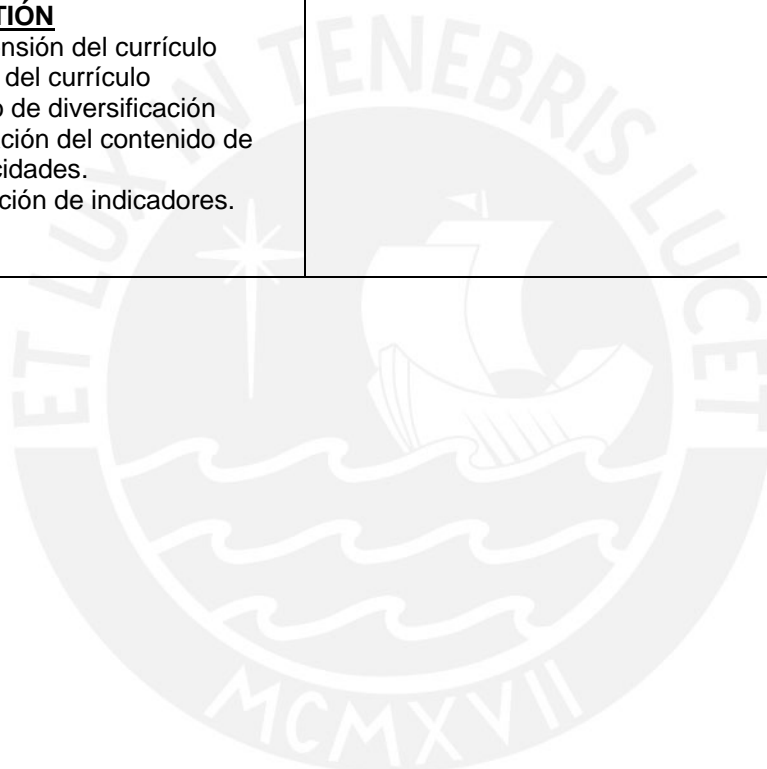 TIÓN
nsión del currículo
del currículo
o de diversificación
ción del contenido de
cidades.
ción de indicadores.
ET LUX IN TENEBRIS LUCET
MCMXVII